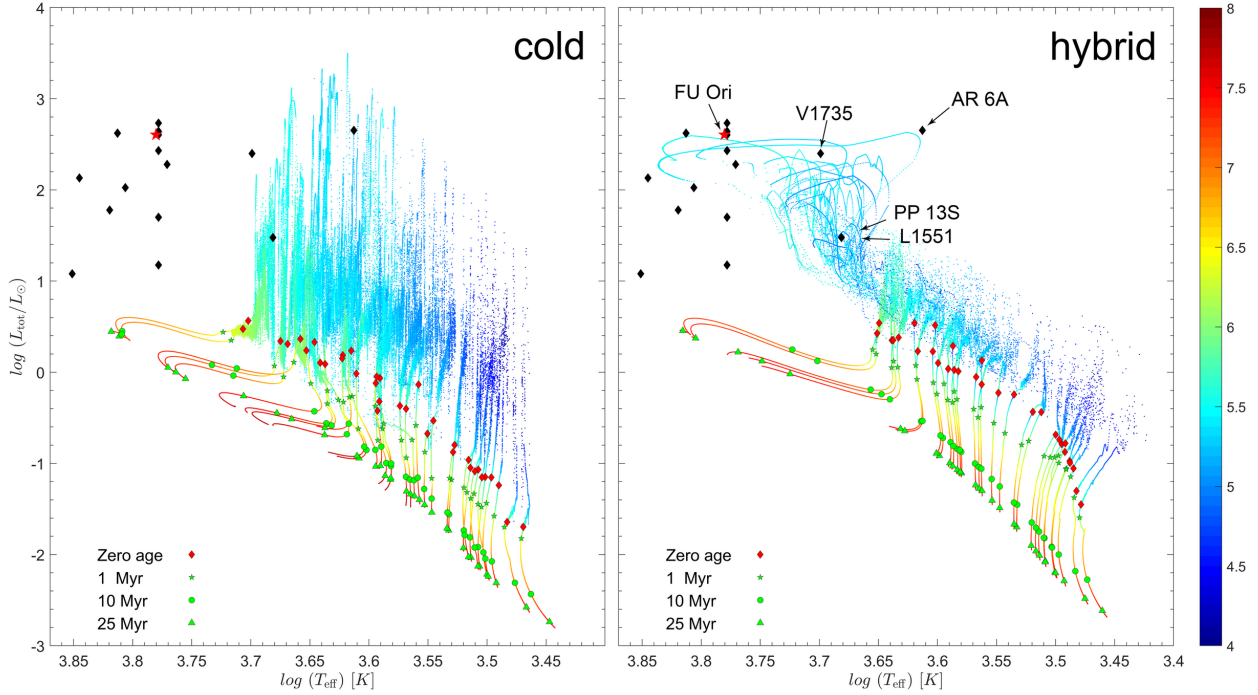 cold
hybrid
4
3
2
1
0
-1
-2
-3
log (L_tot/L_⊙)
FU Ori
V1735
AR 6A
PP 13S
L1551
Zero age
1 Myr
10 Myr
25 Myr
Zero age
1 Myr
10 Myr
25 Myr
3.85 3.8 3.75 3.7 3.65 3.6 3.55 3.5 3.45
log (T_eff) [K]
3.85 3.8 3.75 3.7 3.65 3.6 3.55 3.5 3.45 3.4
log (T_eff) [K]
8
7.5
7
6.5
6
5.5
5
4.5
4